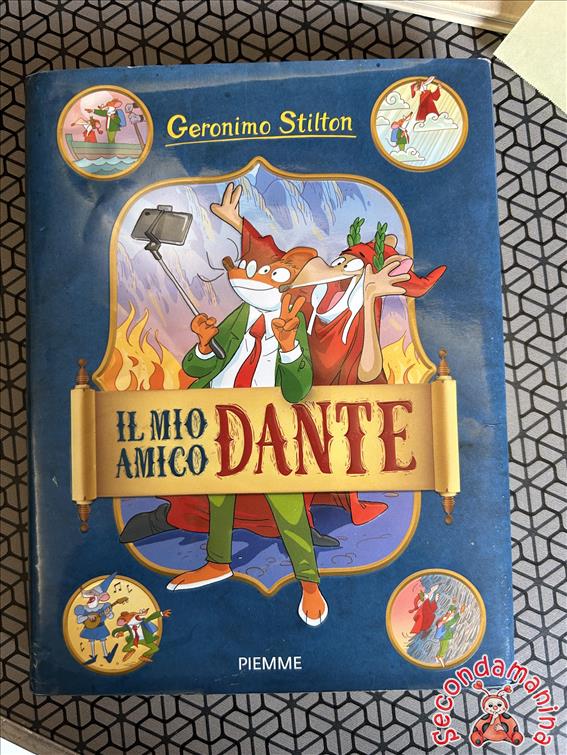 Geronimo Stilton
IL MIO
AMICO
DANTE
PIEMME
Secondamanina